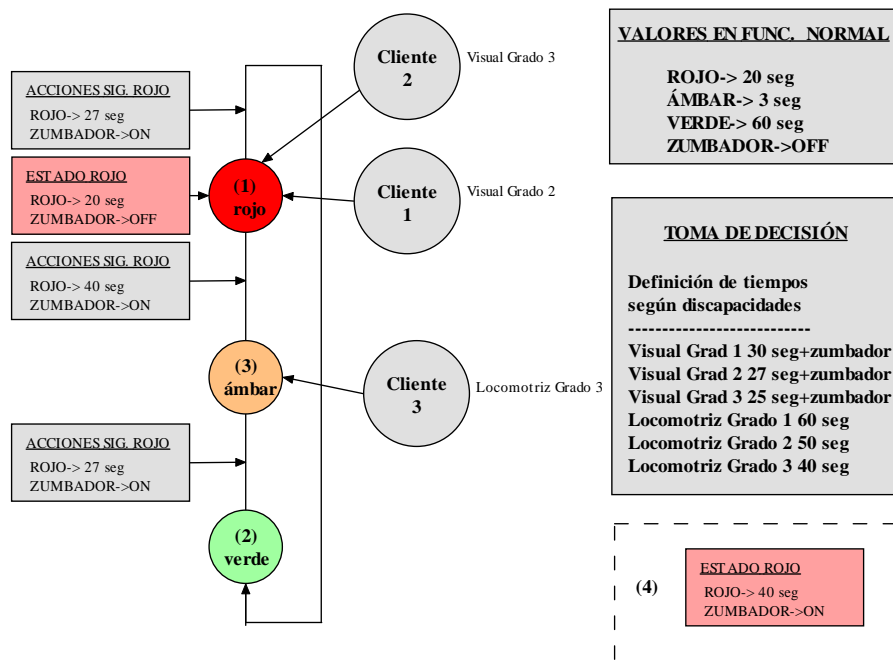 Cliente
2
Visual Grado 3
ACCIONES SIG. ROJO
ROJO-> 27 seg
ZUMBADOR->ON
ESTADO ROJO
ROJO-> 20 seg
ZUMBADOR->OFF
(1)
rojo
Cliente
1
Visual Grado 2
ACCIONES SIG. ROJO
ROJO-> 40 seg
ZUMBADOR->ON
(3)
ámbar
Cliente
3
Locomotriz Grado 3
ACCIONES SIG. ROJO
ROJO-> 27 seg
ZUMBADOR->ON
(2)
verde
VALORES EN FUNC. NORMAL
ROJO-> 20 seg
ÁMBAR-> 3 seg
VERDE-> 60 seg
ZUMBADOR->OFF
TOMA DE DECISIÓN
Definición de tiempos
según discapacidades
---------------------------
Visual Grad 1 30 seg+zumbador
Visual Grad 2 27 seg+zumbador
Visual Grad 3 25 seg+zumbador
Locomotriz Grado 1 60 seg
Locomotriz Grado 2 50 seg
Locomotriz Grado 3 40 seg
(4)
ESTADO ROJO
ROJO-> 40 seg
ZUMBADOR->ON